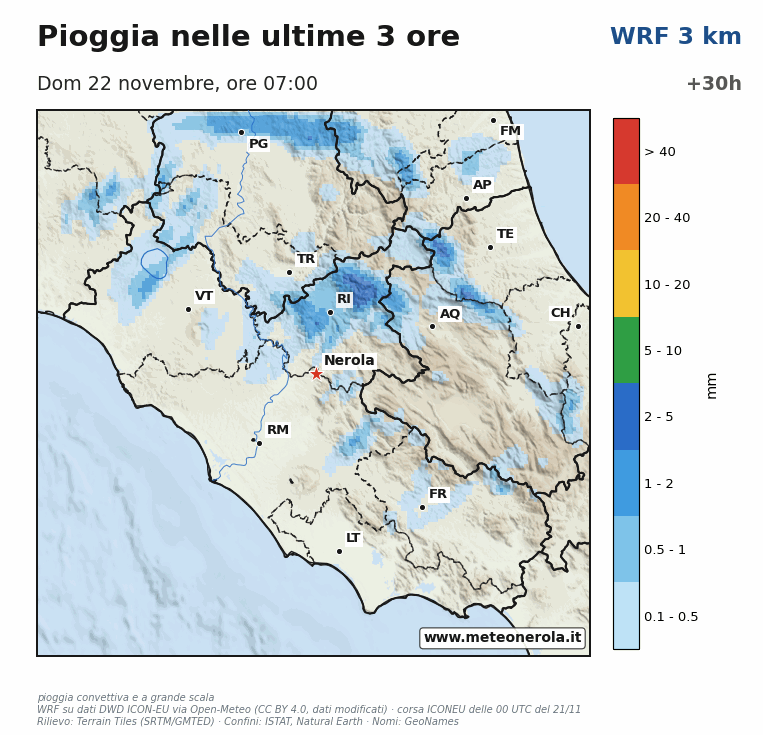 Pioggia nelle ultime 3 ore
WRF 3 km
Dom 22 novembre, ore 07:00
+30h
FM
PG
AP
TE
TR
VT
RI
AQ
CH
Nerola
RM
FR
LT
www.meteonerola.it
> 40
20 - 40
10 - 20
5 - 10
2 - 5
1 - 2
0.5 - 1
0.1 - 0.5
mm
pioggia convettiva e a grande scala
WRF su dati DWD ICON-EU via Open-Meteo (CC BY 4.0, dati modificati) · corsa ICONEU delle 00 UTC del 21/11
Rilievo: Terrain Tiles (SRTM/GMTED) · Confini: ISTAT, Natural Earth · Nomi: GeoNames